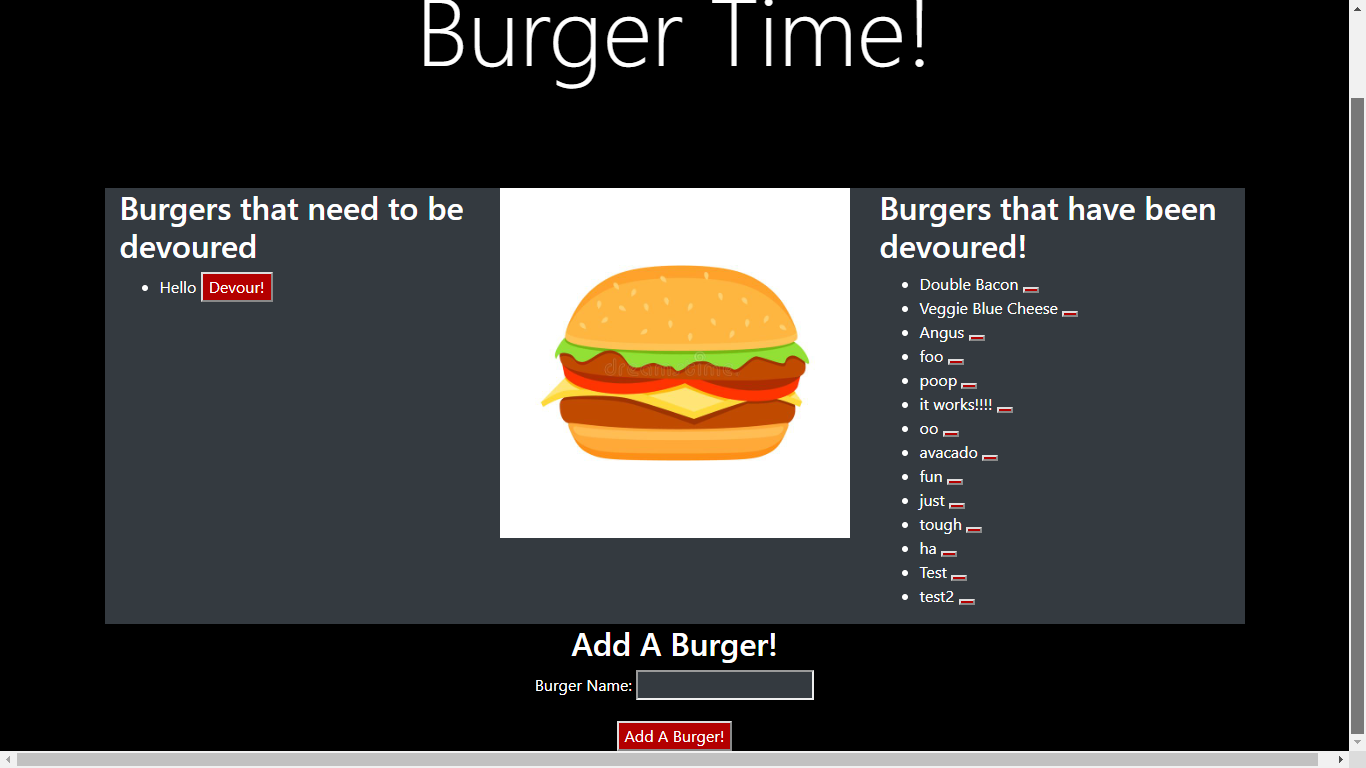 Burger Time!
Burgers that need to be
devoured
Hello Devour!
Burgers that have been
devoured!
Double Bacon
Veggie Blue Cheese
Angus
foo
poop
it works!!!!
oo
avacado
fun
just
tough
ha
Test
test2
Add A Burger!
Burger Name:
Add A Burger!